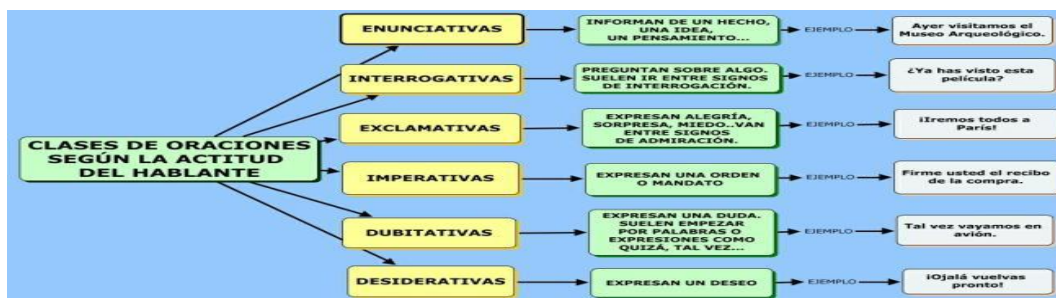 CLASES DE ORACIONES
SEGÚN LA ACTITUD
DEL HABLANTE
ENUNCIATIVAS
INFORMAN DE UN HECHO,
UNA IDEA,
UN PENSAMIENTO...
EJEMPLO
Ayer visitamos el
Museo Arqueológico.
INTERROGATIVAS
PREGUNTAN SOBRE ALGO.
SUELEN IR ENTRE SIGNOS
DE INTERROGACIÓN.
EJEMPLO
¿Ya has visto esta
película?
EXCLAMATIVAS
EXPRESAN ALEGRÍA,
SORPRESA, MIEDO..VAN
ENTRE SIGNOS
DE ADMIRACIÓN.
EJEMPLO
¡Iremos todos a
París!
IMPERATIVAS
EXPRESAN UNA ORDEN
O MANDATO
EJEMPLO
Firme usted el recibo
de la compra.
DUBITATIVAS
EXPRESAN UNA DUDA.
SUELEN EMPEZAR
POR PALABRAS O
EXPRESIONES COMO
QUIZÁ, TAL VEZ...
EJEMPLO
Tal vez vayamos en
avión.
DESIDERATIVAS
EXPRESAN UN DESEO
EJEMPLO
¡Ojalá vuelvas
pronto!